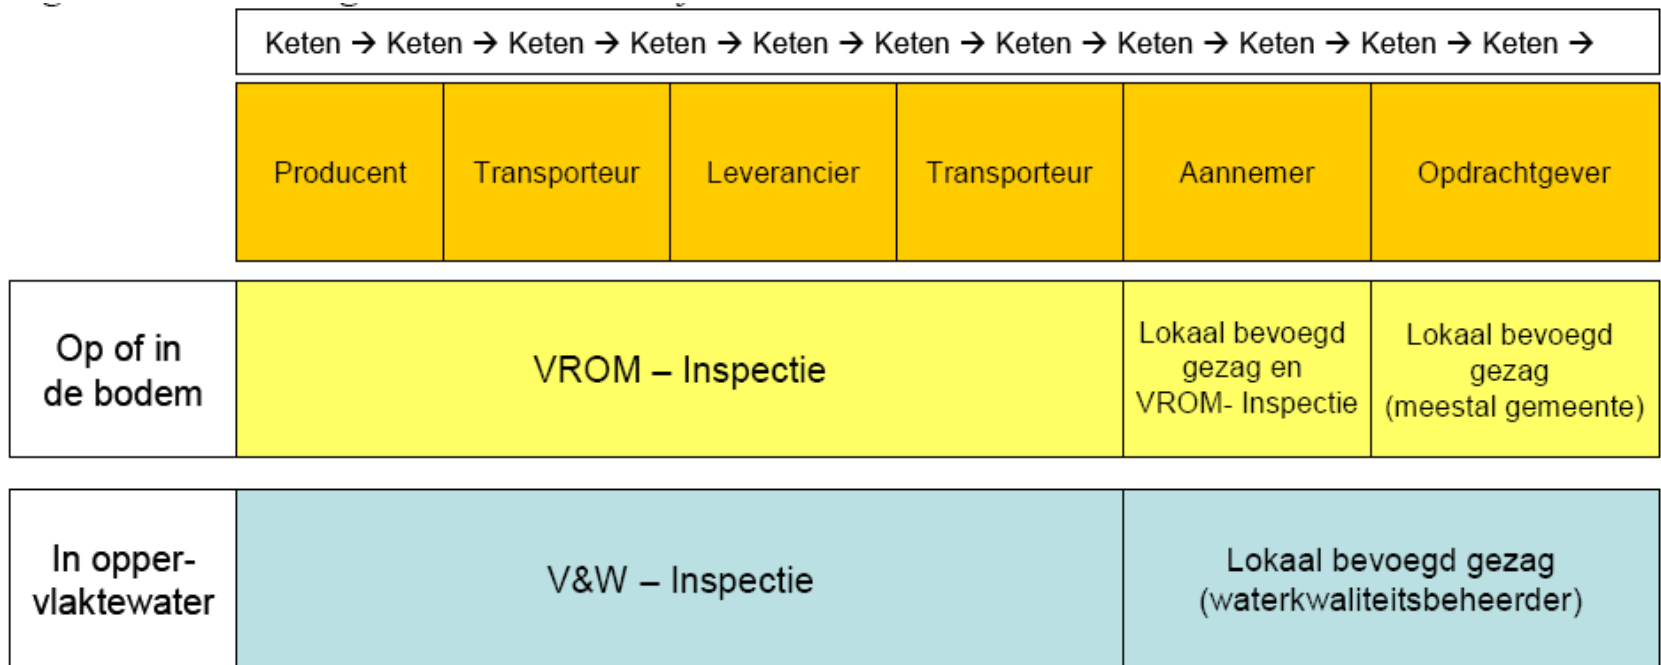 Keten → Keten → Keten → Keten → Keten → Keten → Keten → Keten → Keten → Keten → Keten →
Producent
Transporteur
Leverancier
Transporteur
Aannemer
Opdrachtgever
Op of in
de bodem
VROM – Inspectie
Lokaal bevoegd
gezag en
VROM- Inspectie
Lokaal bevoegd
gezag
(meestal gemeente)
In opper-
vlaktewater
V&W – Inspectie
Lokaal bevoegd gezag
(waterkwaliteitsbeheerder)